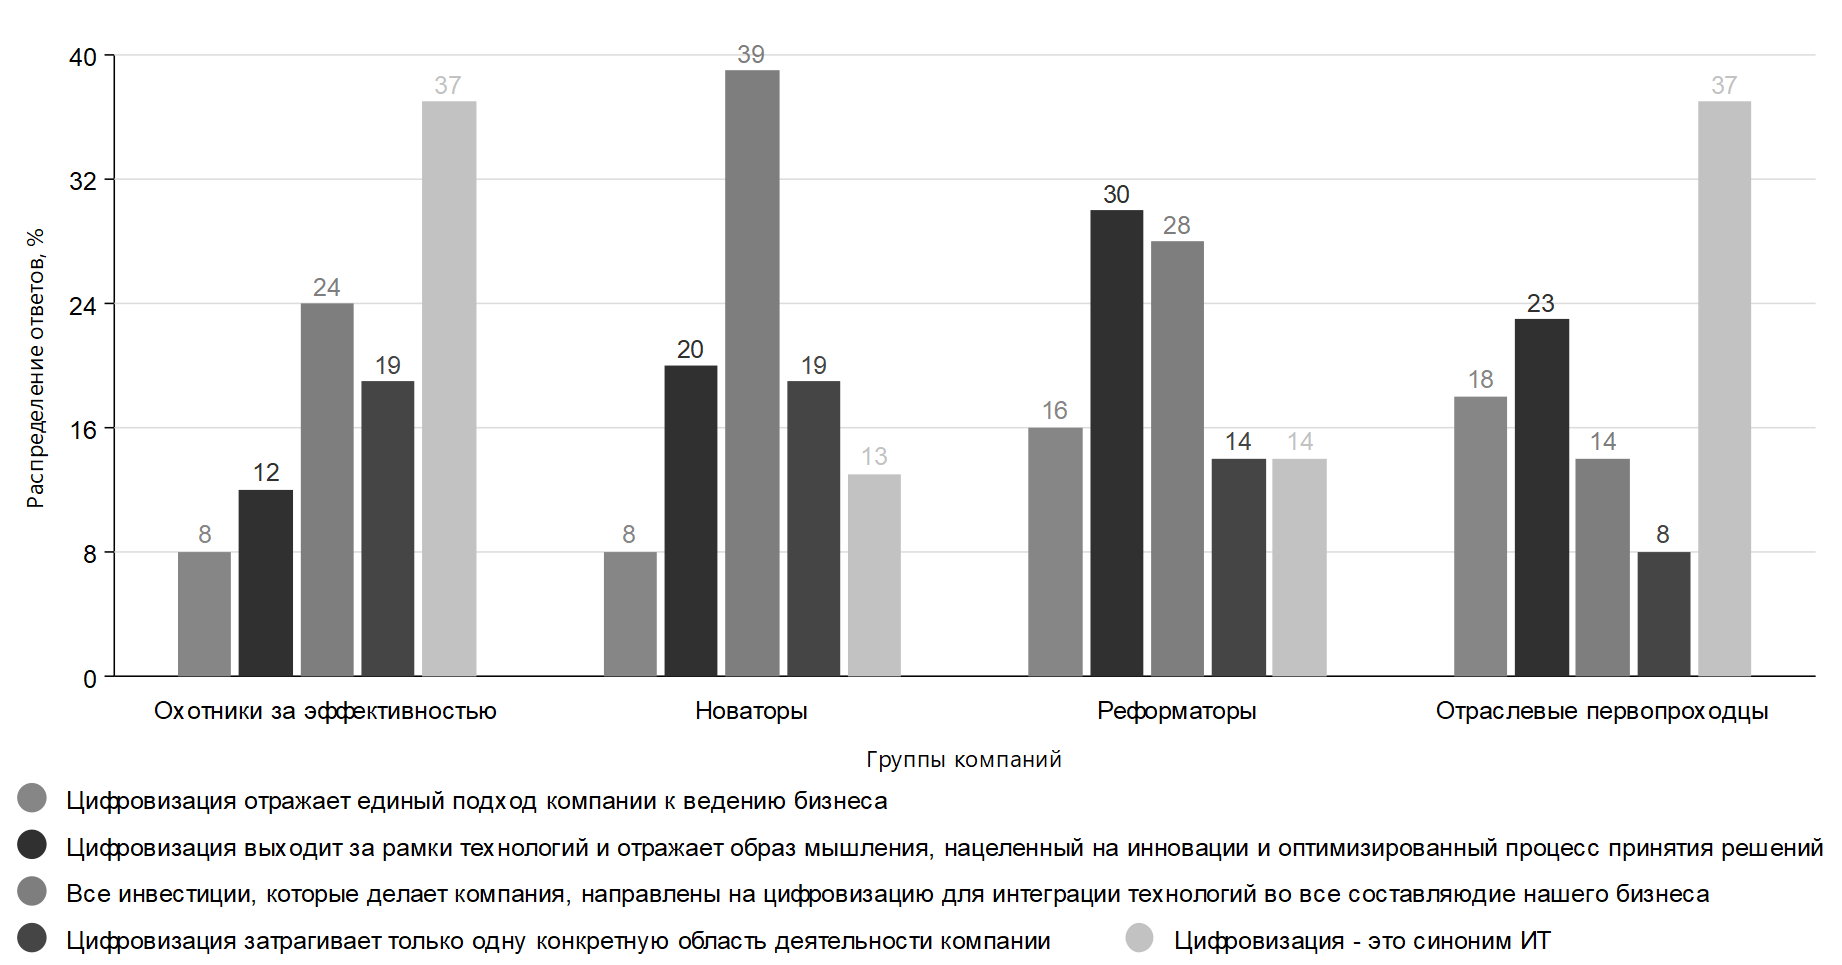 40
32
24
16
8
0
Распределение ответов, %
8
12
24
19
37
8
20
39
19
13
16
30
28
14
14
18
23
14
8
37
Охотники за эффективностью
Новаторы
Реформаторы
Отраслевые первопроходцы
Группы компаний
Цифровизация отражает единый подход компании к ведению бизнеса
Цифровизация выходит за рамки технологий и отражает образ мышления, нацеленный на инновации и оптимизированный процесс принятия решений
Все инвестиции, которые делает компания, направлены на цифровизацию для интеграции технологий во все составляюдие нашего бизнеса
Цифровизация затрагивает только одну конкретную область деятельности компании
Цифровизация - это синоним ИТ